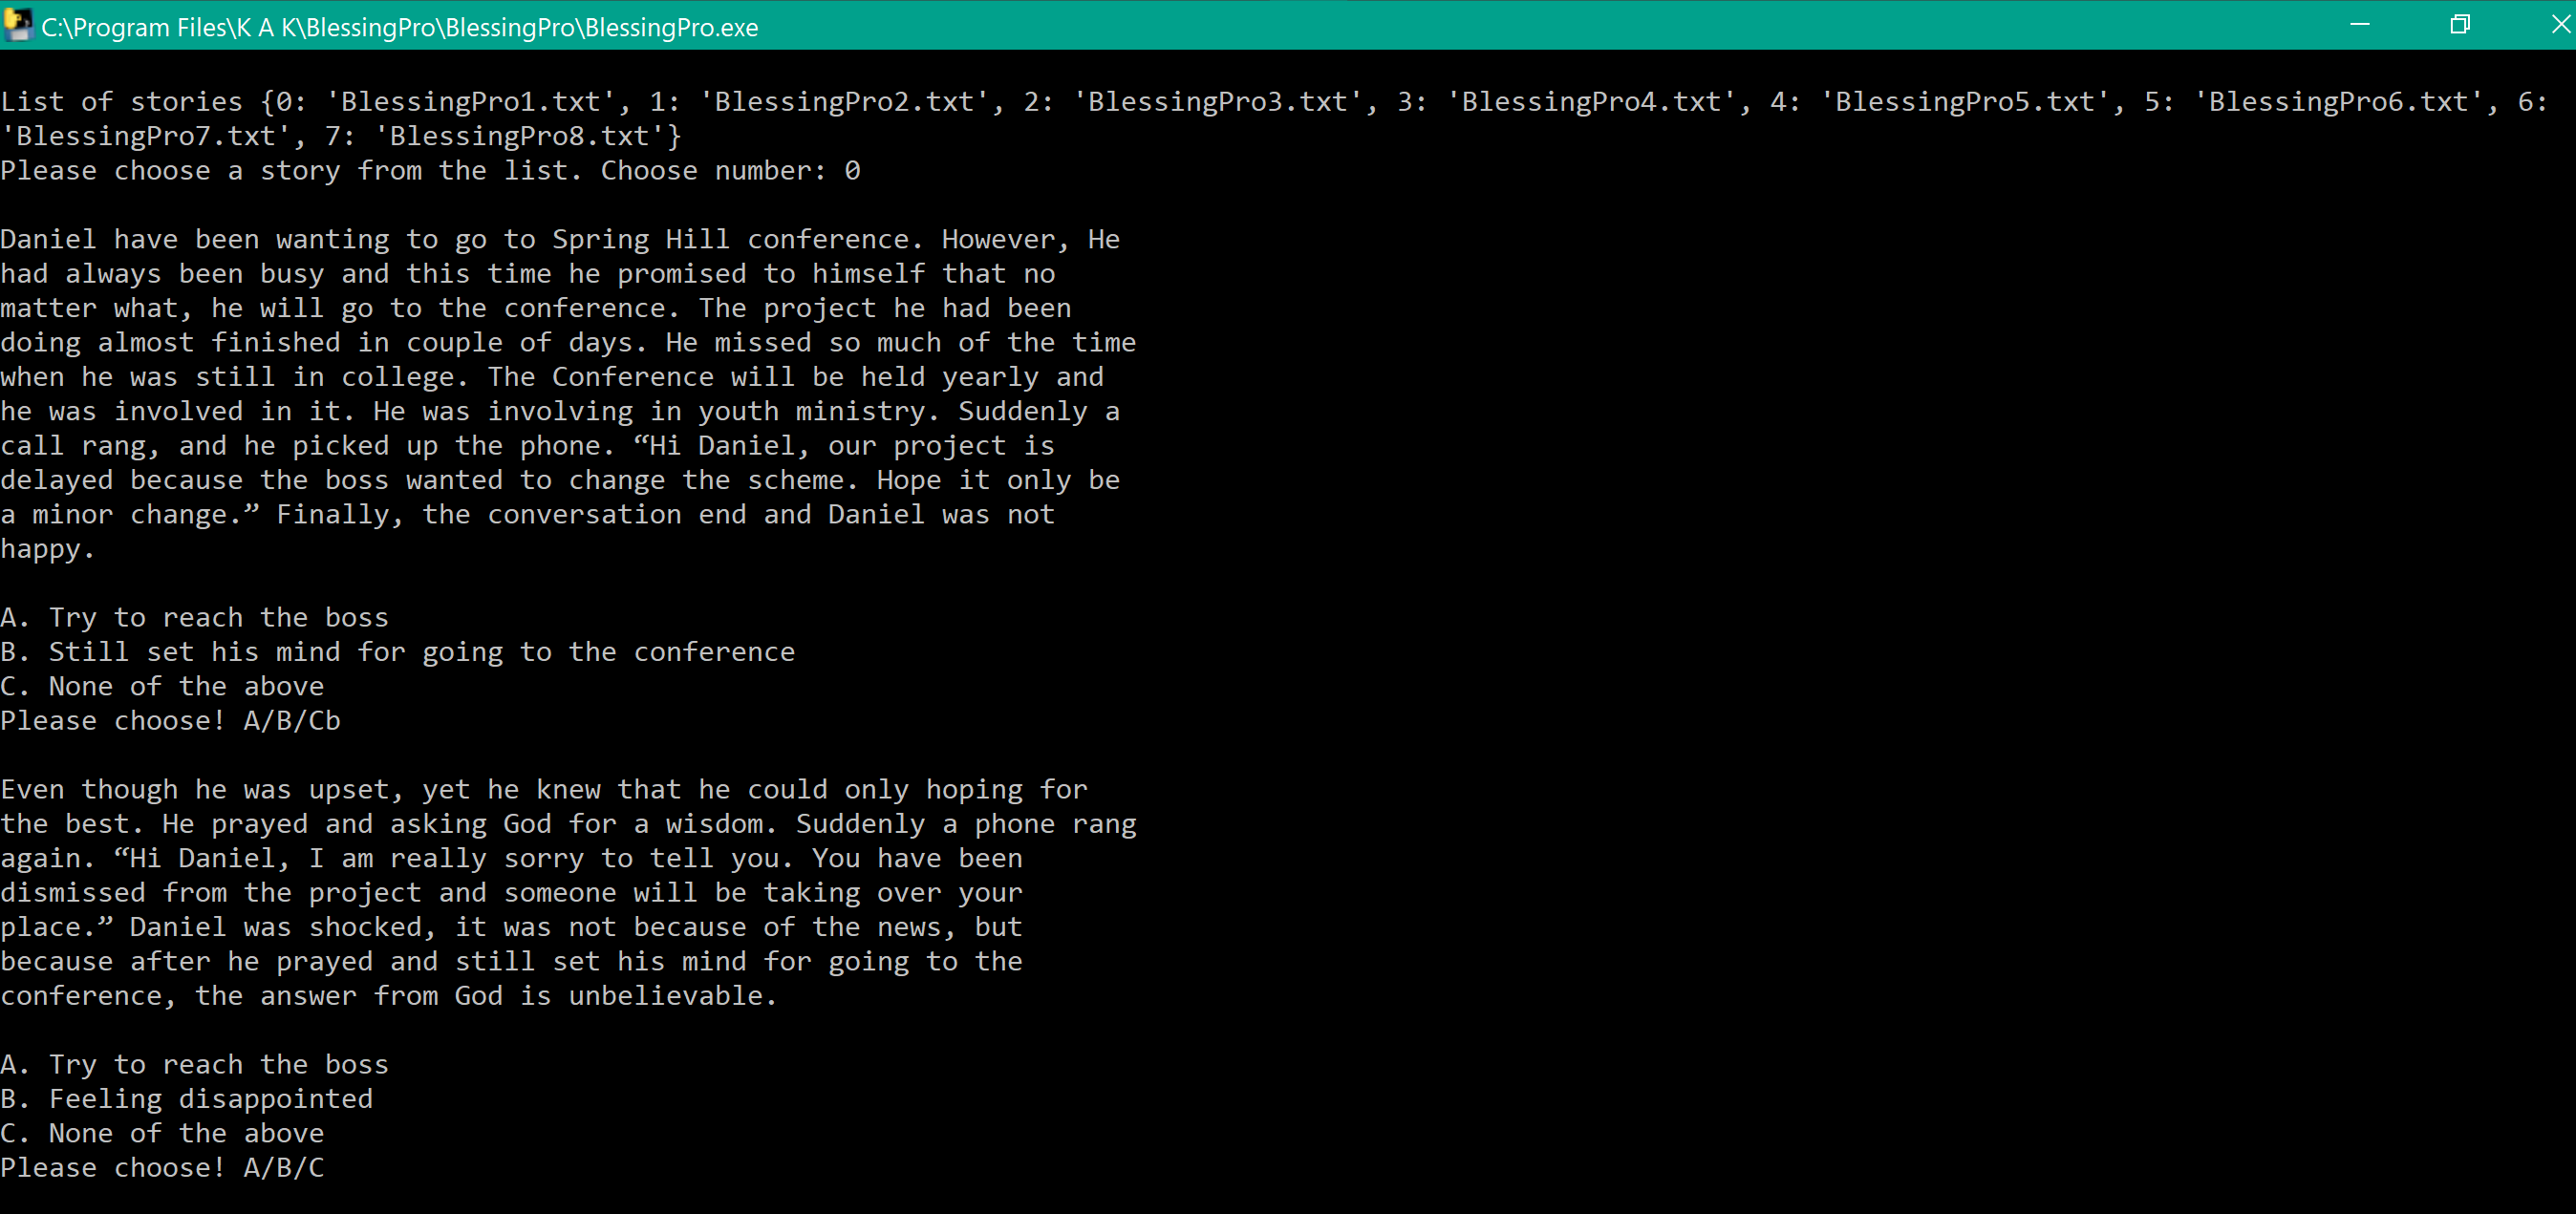 C:\Program Files\K A K\BlessingPro\BlessingPro\BlessingPro.exe
List of stories {0: 'BlessingPro1.txt', 1: 'BlessingPro2.txt', 2: 'BlessingPro3.txt', 3: 'BlessingPro4.txt', 4: 'BlessingPro5.txt', 5: 'BlessingPro6.txt', 6:
'BlessingPro7.txt', 7: 'BlessingPro8.txt'}
Please choose a story from the list. Choose number: 0
Daniel have been wanting to go to Spring Hill conference. However, He
had always been busy and this time he promised to himself that no
matter what, he will go to the conference. The project he had been
doing almost finished in couple of days. He missed so much of the time
when he was still in college. The Conference will be held yearly and
he was involved in it. He was involving in youth ministry. Suddenly a
call rang, and he picked up the phone. “Hi Daniel, our project is
delayed because the boss wanted to change the scheme. Hope it only be
a minor change.” Finally, the conversation end and Daniel was not
happy.
A. Try to reach the boss
B. Still set his mind for going to the conference
C. None of the above
Please choose! A/B/Cb
Even though he was upset, yet he knew that he could only hoping for
the best. He prayed and asking God for a wisdom. Suddenly a phone rang
again. “Hi Daniel, I am really sorry to tell you. You have been
dismissed from the project and someone will be taking over your
place.” Daniel was shocked, it was not because of the news, but
because after he prayed and still set his mind for going to the
conference, the answer from God is unbelievable.
A. Try to reach the boss
B. Feeling disappointed
C. None of the above
Please choose! A/B/C